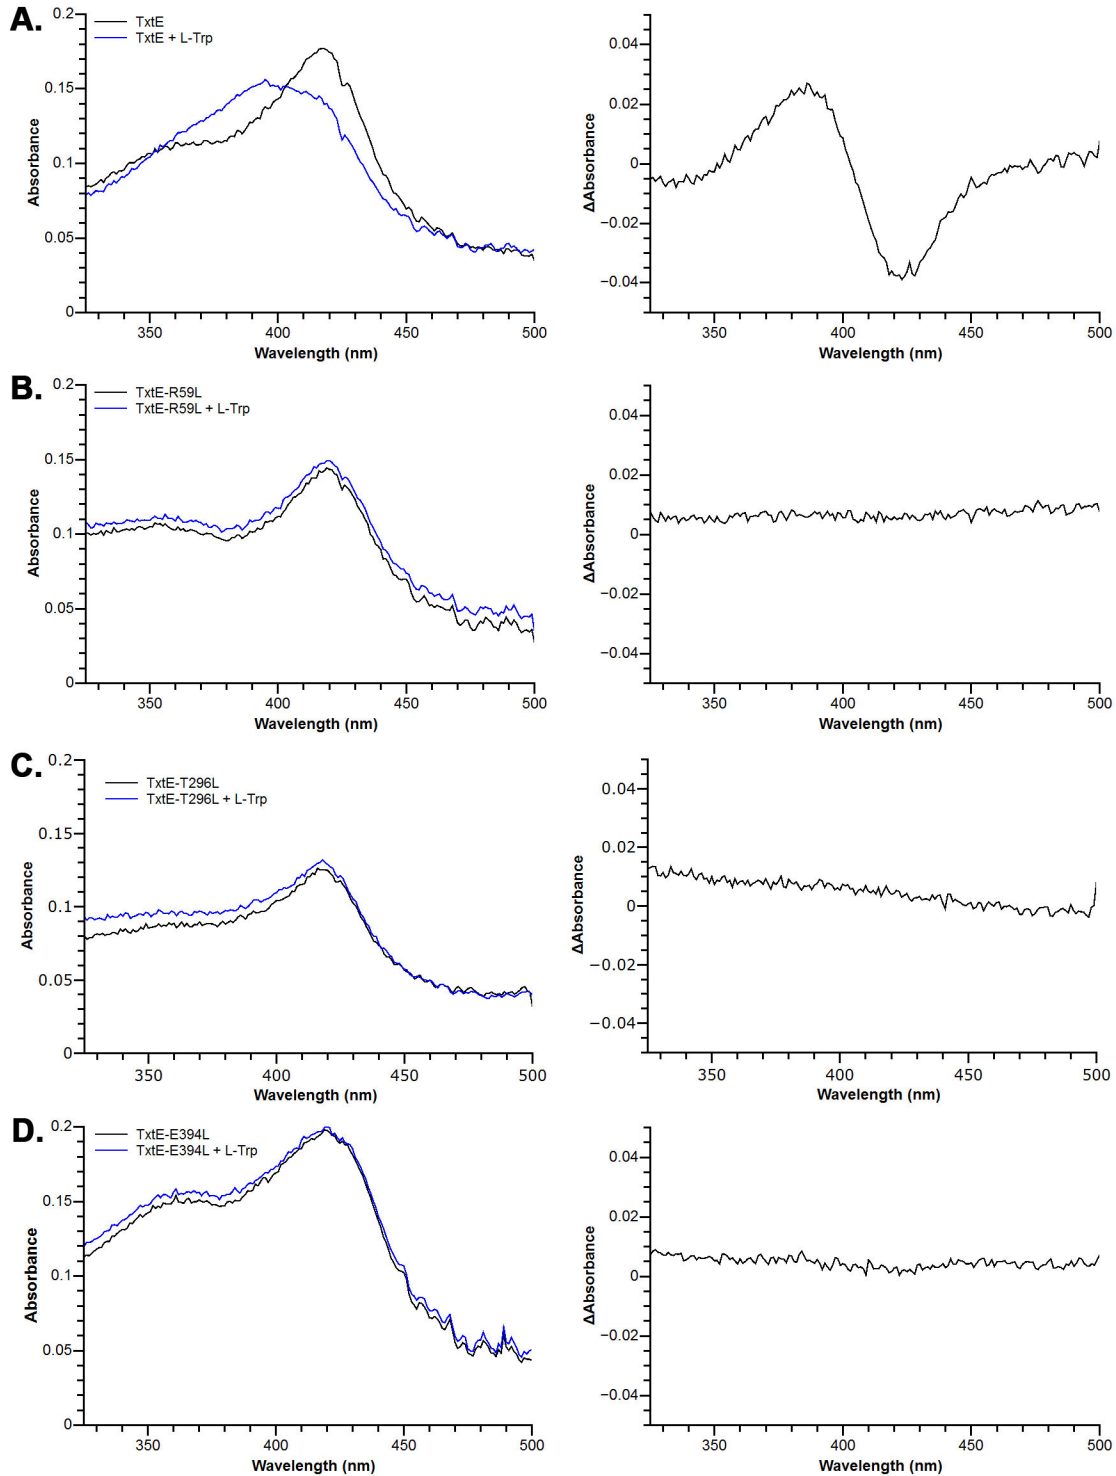 A.
TxtE
TxtE + L-Trp
0.2
0.15
0.1
0.05
0
Absorbance
350
400
450
500
Wavelength (nm)
0.04
0.02
0
−0.02
−0.04
ΔAbsorbance
350
400
450
500
Wavelength (nm)
B.
TxtE-R59L
TxtE-R59L + L-Trp
0.2
0.15
0.1
0.05
0
Absorbance
350
400
450
500
Wavelength (nm)
0.04
0.02
0
−0.02
−0.04
ΔAbsorbance
350
400
450
500
Wavelength (nm)
C.
TxtE-T296L
TxtE-T296L + L-Trp
0.2
0.15
0.1
0.05
0
Absorbance
350
400
450
500
Wavelength (nm)
0.04
0.02
0
−0.02
−0.04
ΔAbsorbance
350
400
450
500
Wavelength (nm)
D.
TxtE-E394L
TxtE-E394L + L-Trp
0.2
0.15
0.1
0.05
0
Absorbance
350
400
450
500
Wavelength (nm)
0.04
0.02
0
−0.02
−0.04
ΔAbsorbance
350
400
450
500
Wavelength (nm)